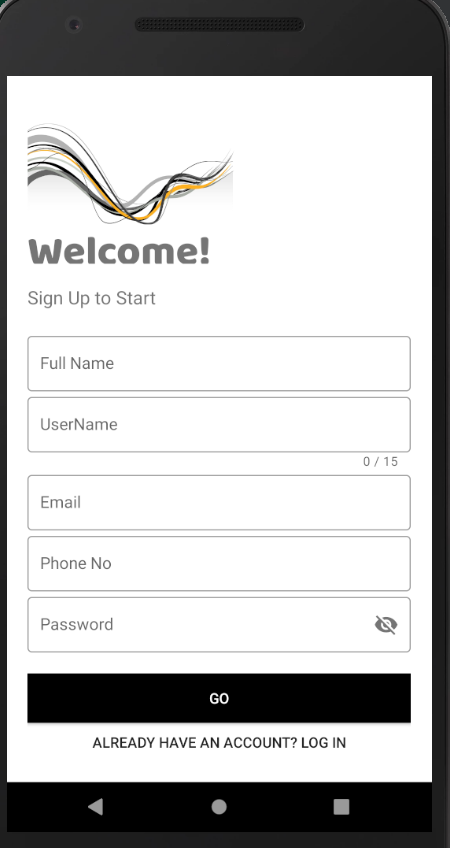 Welcome!
Sign Up to Start
Full Name
UserName
0 / 15
Email
Phone No
Password
GO
ALREADY HAVE AN ACCOUNT? LOG IN